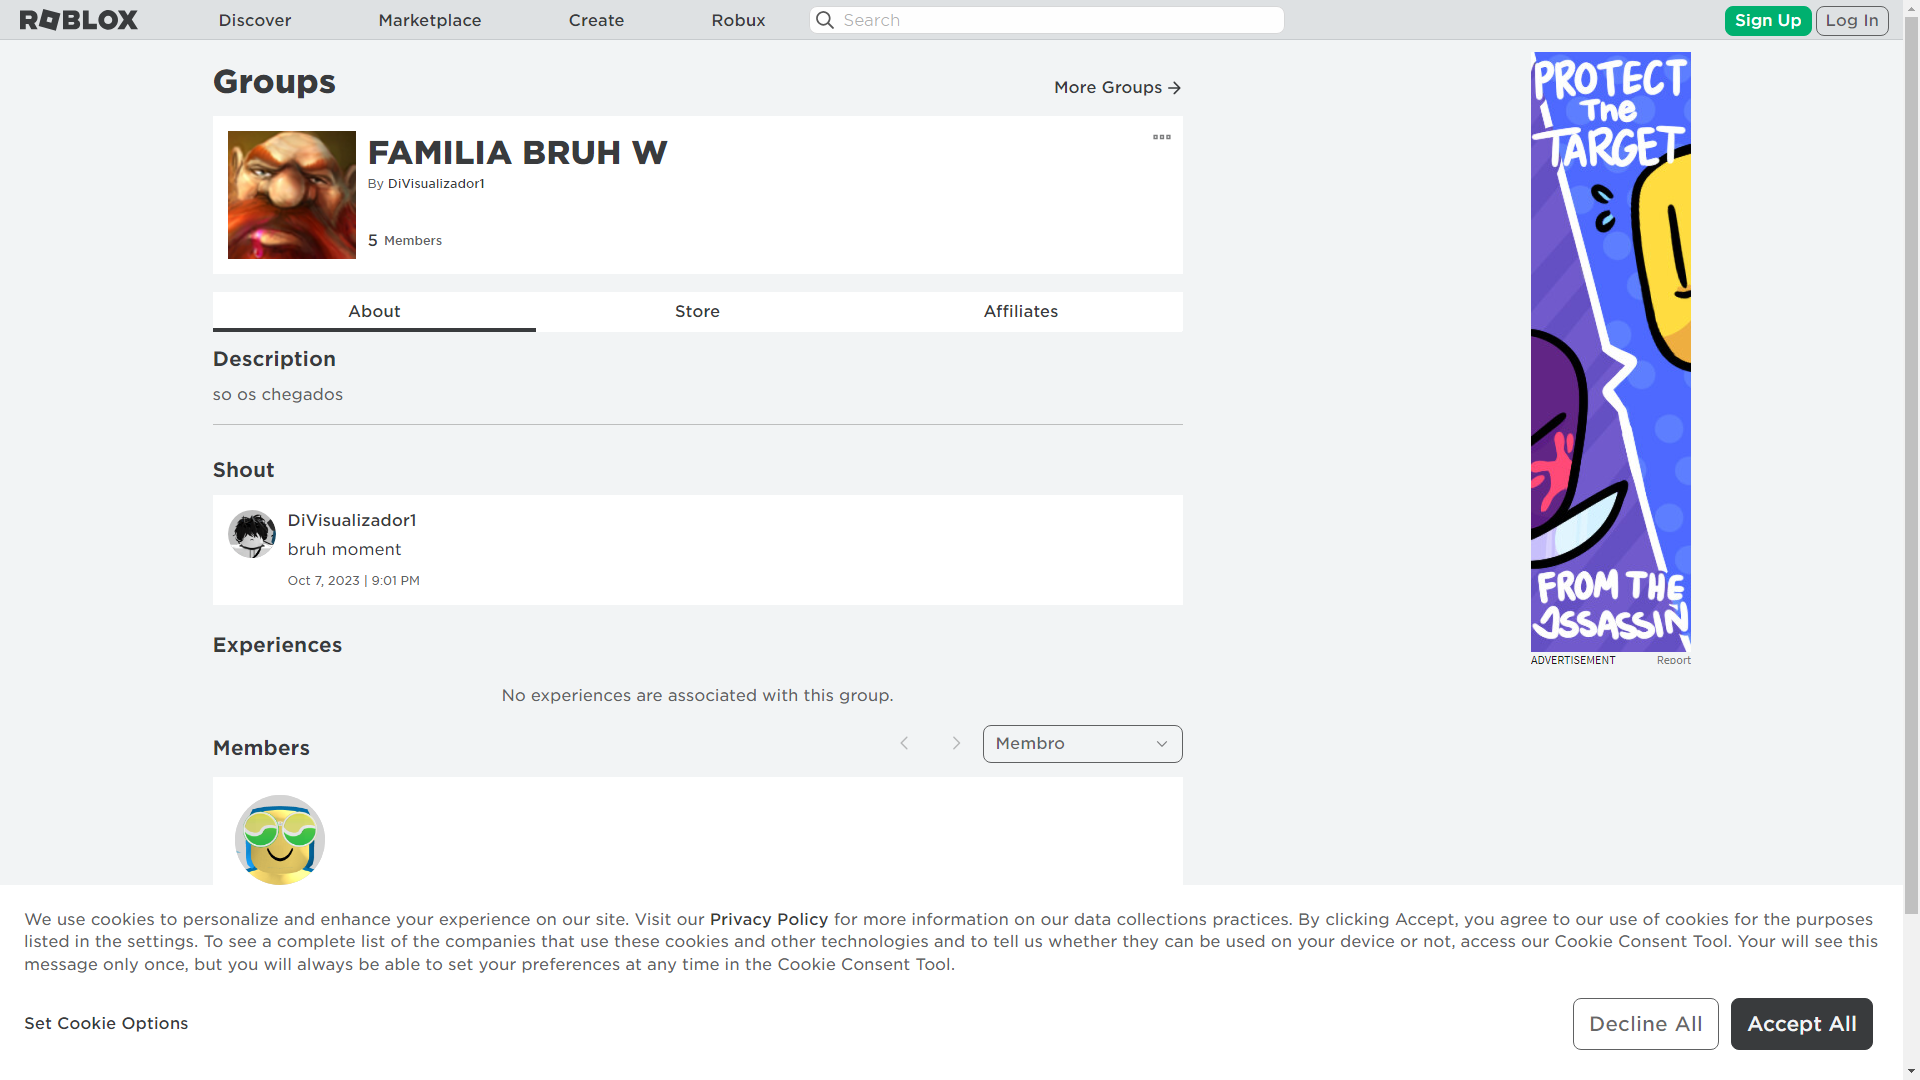 ROBLOX
Discover
Marketplace
Create
Robux
Search
Sign Up
Log In
Groups
More Groups
FAMILIA BRUH W
By DiVisualizador1
5 Members
About
Store
Affiliates
Description
so os chegados
Shout
DiVisualizador1
bruh moment
Oct 7, 2023 | 9:01 PM
Experiences
No experiences are associated with this group.
Members
Membro
PROTECT
The
TARGET
FROM THE
ASSASSIN
ADVERTISEMENT
Report
We use cookies to personalize and enhance your experience on our site. Visit our Privacy Policy for more information on our data collections practices. By clicking Accept, you agree to our use of cookies for the purposes
listed in the settings. To see a complete list of the companies that use these cookies and other technologies and to tell us whether they can be used on your device or not, access our Cookie Consent Tool. Your will see this
message only once, but you will always be able to set your preferences at any time in the Cookie Consent Tool.
Set Cookie Options
Decline All
Accept All